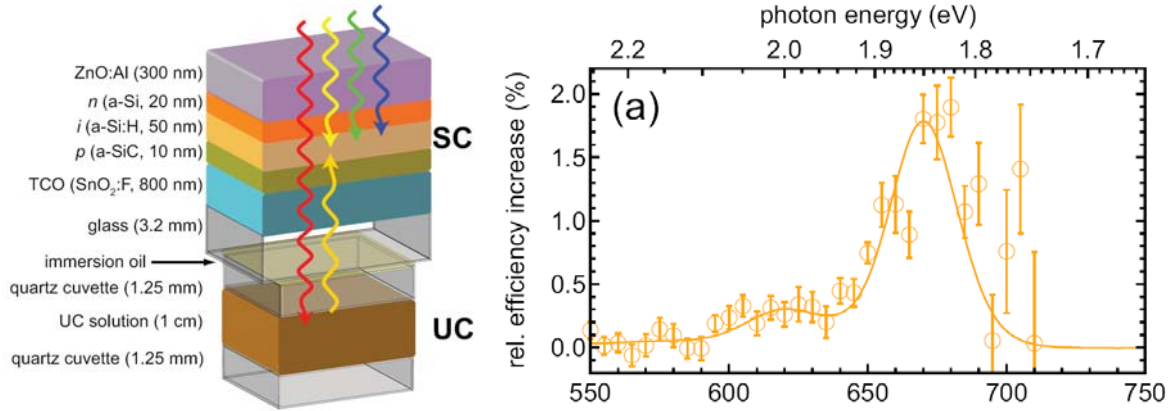 ZnO:Al (300 nm)
n (a-Si, 20 nm)
i (a-Si:H, 50 nm)
p (a-SiC, 10 nm)
TCO (SnO₂:F, 800 nm)
glass (3.2 mm)
immersion oil
quartz cuvette (1.25 mm)
UC solution (1 cm)
quartz cuvette (1.25 mm)
SC
UC
photon energy (eV)
2.2 2.1 2.0 1.9 1.8 1.7
(a)
rel. efficiency increase (%)
2.0
1.5
1.0
0.5
0.0
550 600 650 700 750